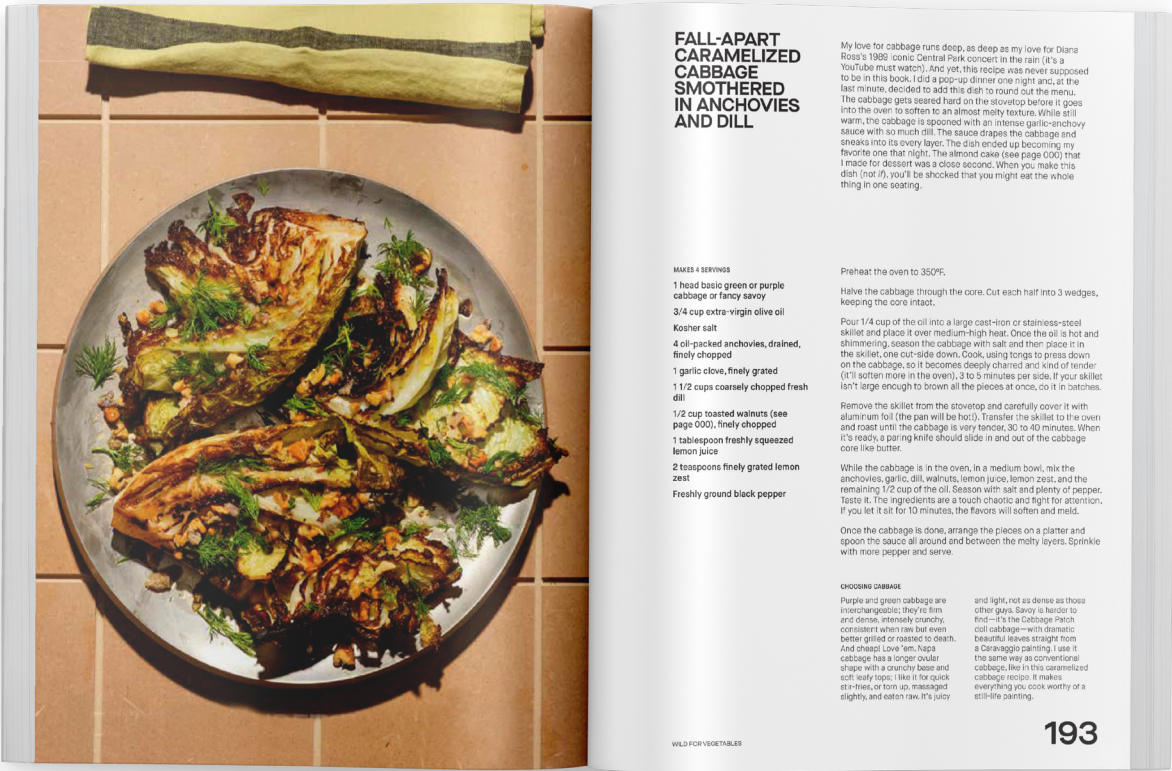 FALL-APART
CARAMELIZED
CABBAGE
SMOTHERED
IN ANCHOVIES
AND DILL
My love for cabbage runs deep, as deep as my love for Diana
Ross's 1989 iconic Central Park concert in the rain (it's a
YouTube must watch). And yet, this recipe was never supposed
to be in this book. I did a pop-up dinner one night and, at the
last minute, decided to add this dish to round out the menu.
The cabbage gets seared hard on the stovetop before it goes
into the oven to soften to an almost melty texture. While still
warm, the cabbage is spooned with an intense garlic-anchovy
sauce with so much dill. The sauce drapes the cabbage and
sneaks into its every layer. The dish ended up becoming my
favorite one that night. The almond cake (see page 000) that
I made for dessert was a close second. When you make this
dish (not if), you'll be shocked that you might eat the whole
thing in one seating.
MAKES 4 SERVINGS
1 head basic green or purple
cabbage or fancy savoy
3/4 cup extra-virgin olive oil
Kosher salt
4 oil-packed anchovies, drained,
finely chopped
1 garlic clove, finely grated
1 1/2 cups coarsely chopped fresh
dill
1/2 cup toasted walnuts (see
page 000), finely chopped
1 tablespoon freshly squeezed
lemon juice
2 teaspoons finely grated lemon
zest
Freshly ground black pepper
Preheat the oven to 350°F.
Halve the cabbage through the core. Cut each half into 3 wedges,
keeping the core intact.
Pour 1/4 cup of the oil into a large cast-iron or stainless-steel
skillet and place it over medium-high heat. Once the oil is hot and
shimmering, season the cabbage with salt and then place it in
the skillet, one cut-side down. Cook, using tongs to press down
on the cabbage, so it becomes deeply charred and kind of tender
(it'll soften more in the oven), 3 to 5 minutes per side. If your skillet
isn't large enough to brown all the pieces at once, do it in batches.
Remove the skillet from the stovetop and carefully cover it with
aluminum foil (the pan will be hot!). Transfer the skillet to the oven
and roast until the cabbage is very tender, 30 to 40 minutes. When
it's ready, a paring knife should slide in and out of the cabbage
core like butter.
While the cabbage is in the oven, in a medium bowl, mix the
anchovies, garlic, dill, walnuts, lemon juice, lemon zest, and the
remaining 1/2 cup of the oil. Season with salt and plenty of pepper.
Taste it. The ingredients are a touch chaotic and fight for attention.
If you let it sit for 10 minutes, the flavors will soften and meld.
Once the cabbage is done, arrange the pieces on a platter and
spoon the sauce all around and between the melty layers. Sprinkle
with more pepper and serve.
CHOOSING CABBAGE
Purple and green cabbage are
interchangeable; they're firm
and dense, intensely crunchy,
consistent when raw but even
better grilled or roasted to death.
And cheap! Love 'em. Napa
cabbage has a longer ovular
shape with a crunchy base and
soft leafy tops; I like it for quick
stir-fries, or torn up, massaged
slightly, and eaten raw. It's juicy
and light, not as dense as those
other guys. Savoy is harder to
find—it's the Cabbage Patch
doll cabbage—with dramatic
beautiful leaves straight from
a Caravaggio painting. I use it
the same way as conventional
cabbage, like in this caramelized
cabbage recipe. It makes
everything you cook worthy of a
still-life painting.
WILD FOR VEGETABLES
193